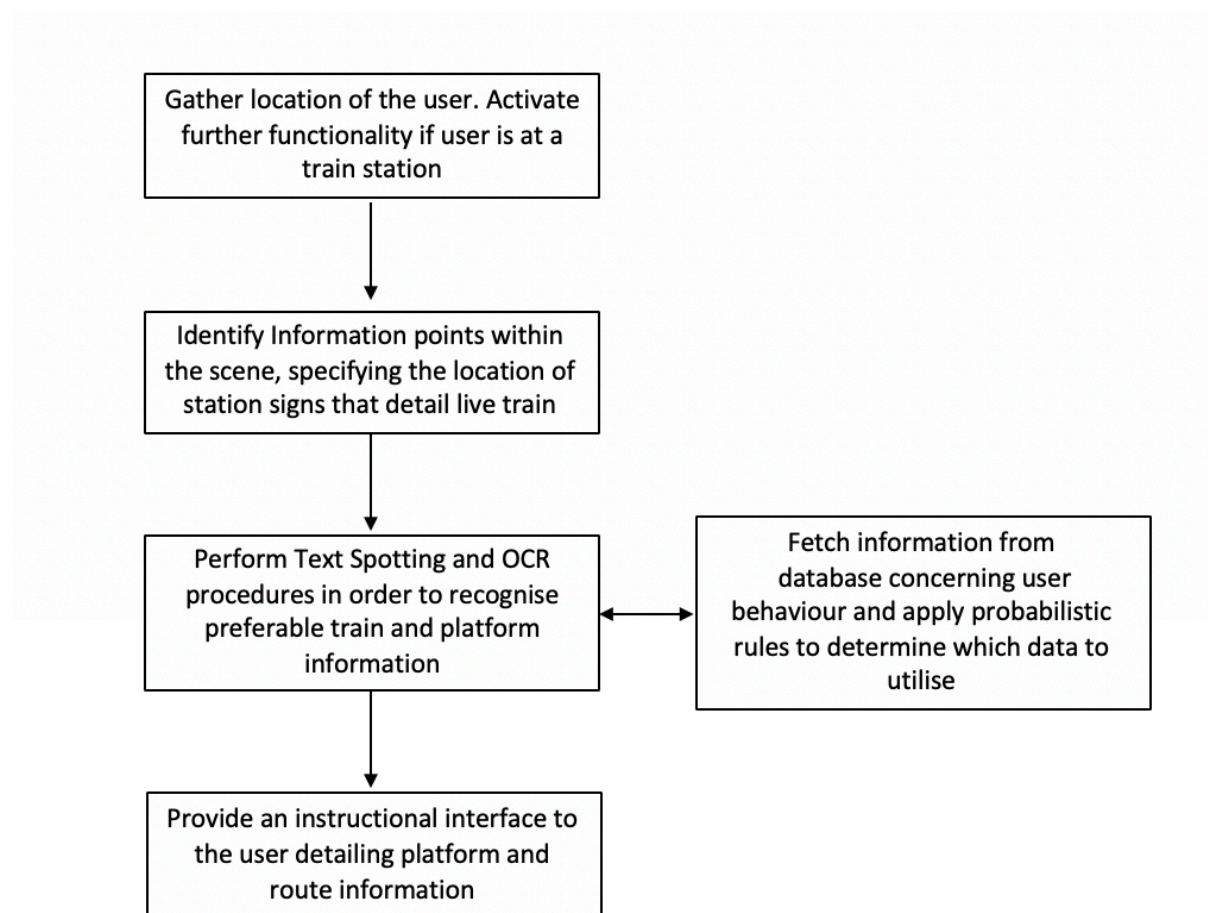 Gather location of the user. Activate
further functionality if user is at a
train station
Identify Information points within
the scene, specifying the location of
station signs that detail live train
Perform Text Spotting and OCR
procedures in order to recognise
preferable train and platform
information
Fetch information from
database concerning user
behaviour and apply probabilistic
rules to determine which data to
utilise
Provide an instructional interface to
the user detailing platform and
route information